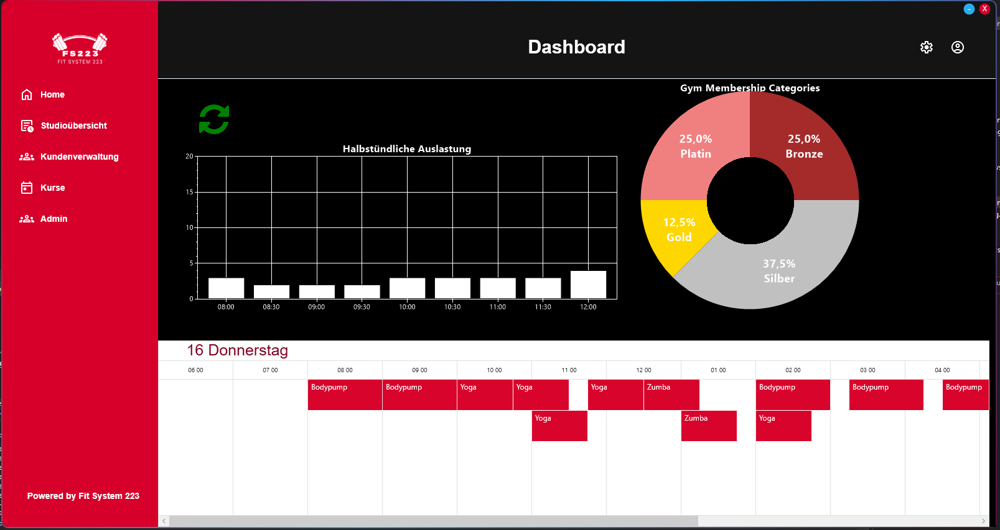 –
X
FS223
FIT SYSTEM 223
Dashboard
Home
Studioübersicht
Kundenverwaltung
Kurse
Admin
Powered by Fit System 223
Halbstündliche Auslastung
20
15
10
5
0
08:00 08:30 09:00 09:30 10:00 10:30 11:00 11:30 12:00
Gym Membership Categories
25,0%
Platin
25,0%
Bronze
12,5%
Gold
37,5%
Silber
16 Donnerstag
06 00 07 00 08 00 09 00 10 00 11 00 12 00 01 00 02 00 03 00 04 00
Bodypump Bodypump Yoga Yoga Yoga Zumba Bodypump Bodypump Bodypump
Yoga Zumba Yoga